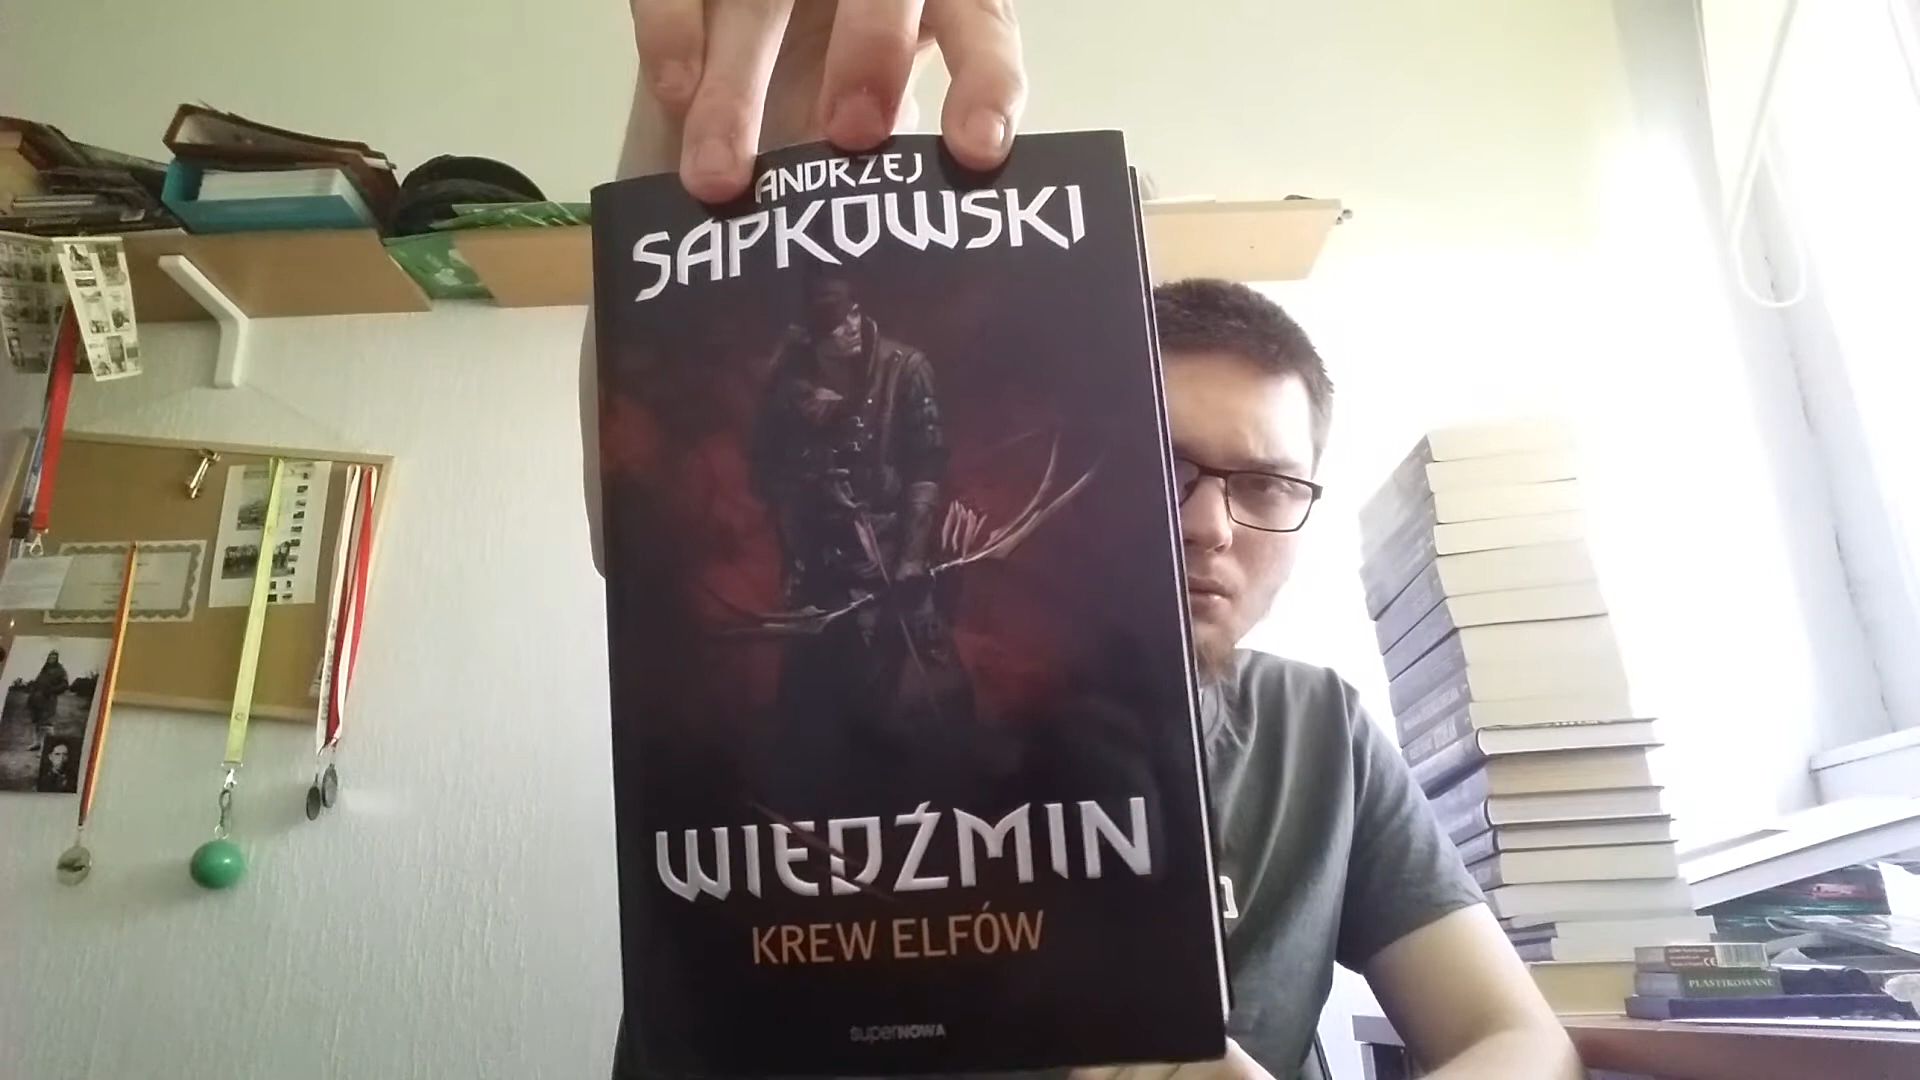 ANDRZEJ
SAPKOWSKI
WIEDŹMIN
KREW ELFÓW
superNOWA
PLASTIKOWANE